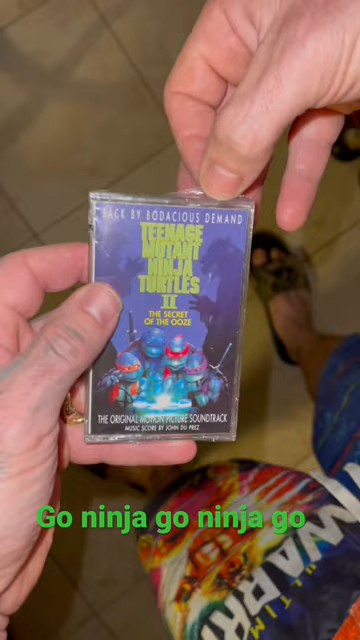 BACK BY BODACIOUS DEMAND
TEENAGE
MUTANT
NINJA
TURTLES
II
THE SECRET
OF THE OOZE
THE ORIGINAL MOTION PICTURE SOUNDTRACK
MUSIC SCORE BY JOHN DU PREZ
Go ninja go ninja go